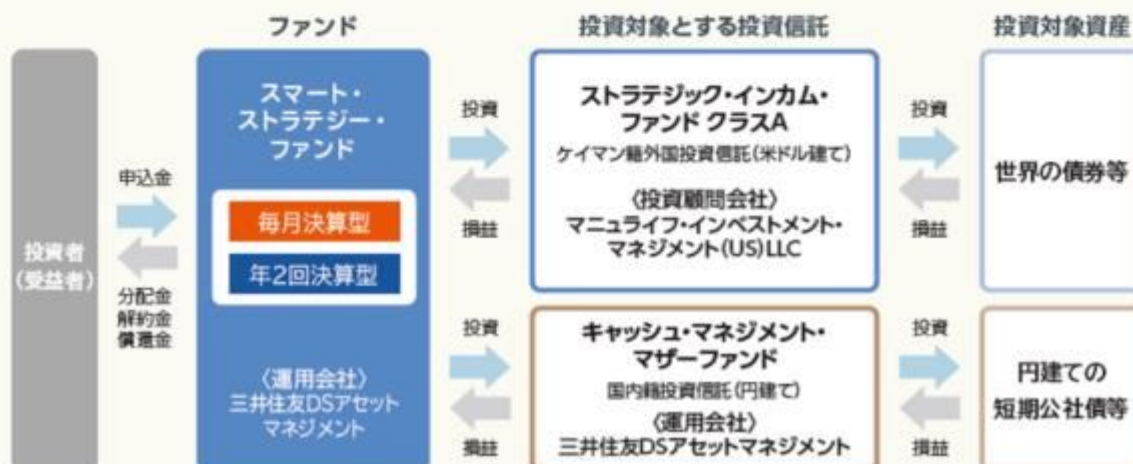 ファンド
投資対象とする投資信託
投資対象資産
投資者
(受益者)
申込金
分配金
解約金
償還金
スマート・
ストラテジー・
ファンド
毎月決算型
年2回決算型
〈運用会社〉
三井住友DSアセット
マネジメント
投資
損益
ストラテジック・インカム・
ファンド クラスA
ケイマン籍外国投資信託(米ドル建て)
〈投資顧問会社〉
マニュライフ・インベストメント・
マネジメント(US)LLC
投資
損益
世界の債券等
投資
損益
キャッシュ・マネジメント・
マザーファンド
国内籍投資信託(円建て)
〈運用会社〉
三井住友DSアセットマネジメント
投資
損益
円建ての
短期公社債等